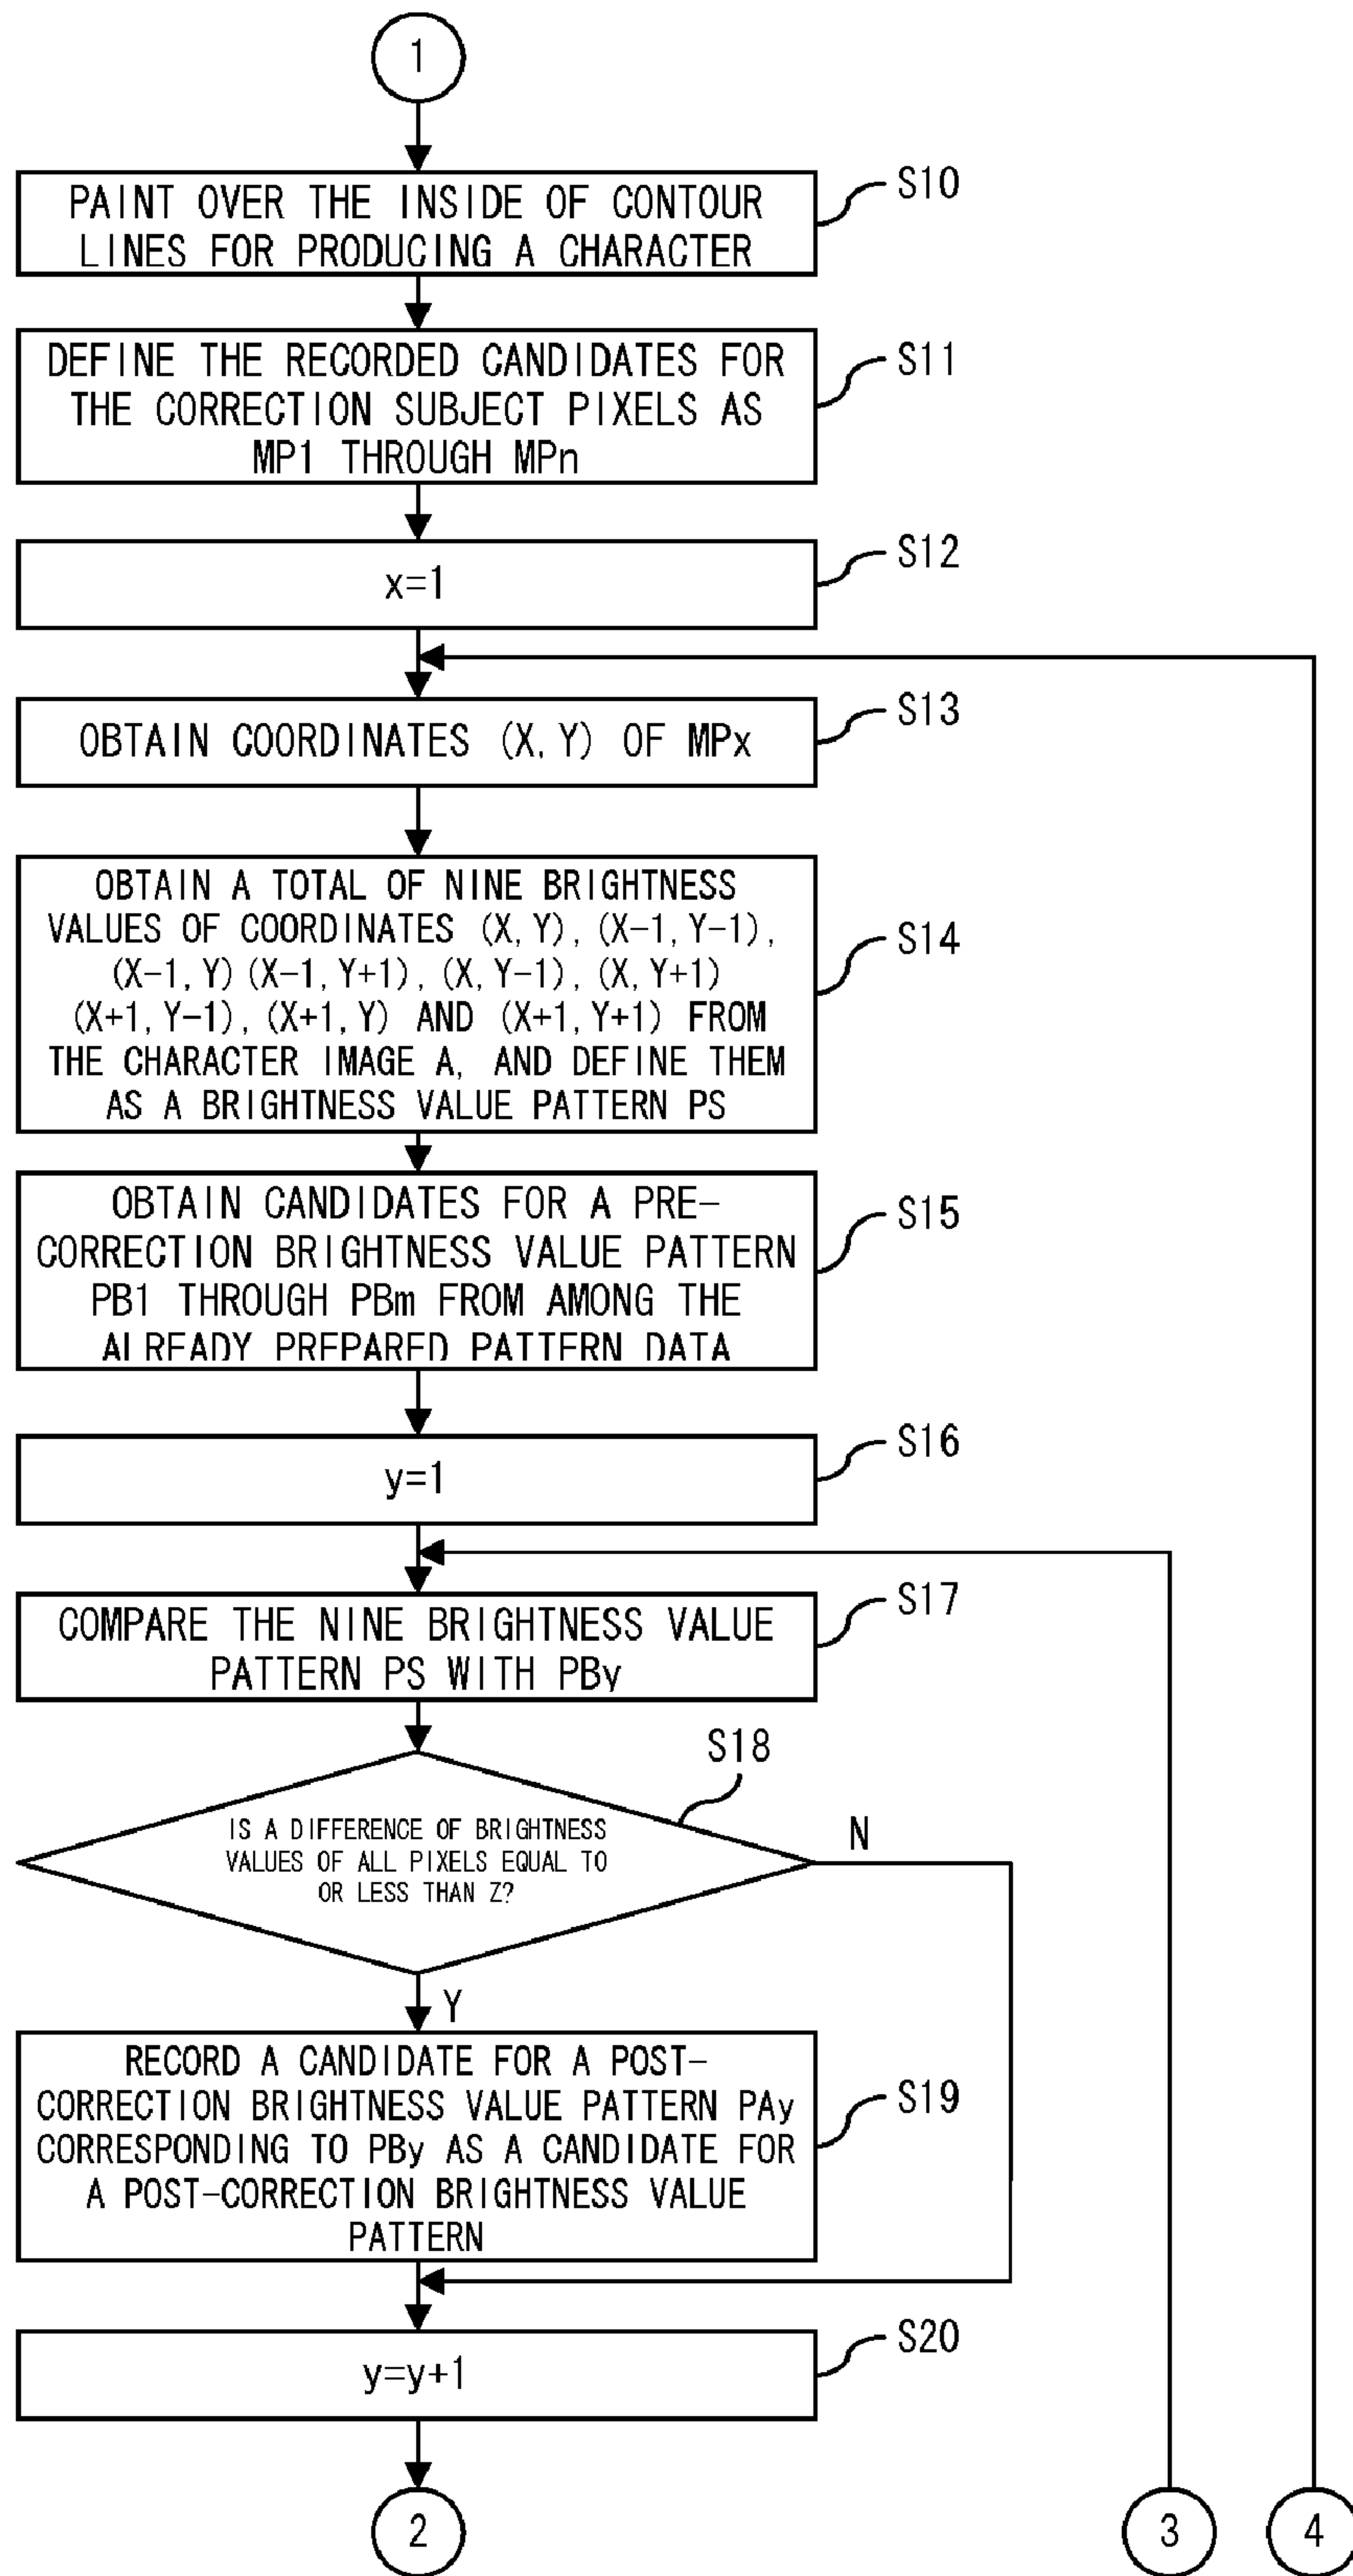 1
PAINT OVER THE INSIDE OF CONTOUR
LINES FOR PRODUCING A CHARACTER
S10
DEFINE THE RECORDED CANDIDATES FOR
THE CORRECTION SUBJECT PIXELS AS
MP1 THROUGH MPn
S11
x=1
S12
OBTAIN COORDINATES (X, Y) OF MPx
S13
OBTAIN A TOTAL OF NINE BRIGHTNESS
VALUES OF COORDINATES (X, Y), (X-1, Y-1),
(X-1, Y) (X-1, Y+1), (X, Y-1), (X, Y+1)
(X+1, Y-1), (X+1, Y) AND (X+1, Y+1) FROM
THE CHARACTER IMAGE A, AND DEFINE THEM
AS A BRIGHTNESS VALUE PATTERN PS
S14
OBTAIN CANDIDATES FOR A PRE-
CORRECTION BRIGHTNESS VALUE PATTERN
PB1 THROUGH PBm FROM AMONG THE
ALREADY PREPARED PATTERN DATA
S15
y=1
S16
COMPARE THE NINE BRIGHTNESS VALUE
PATTERN PS WITH PBy
S17
S18
IS A DIFFERENCE OF BRIGHTNESS
VALUES OF ALL PIXELS EQUAL TO
OR LESS THAN Z?
N
Y
RECORD A CANDIDATE FOR A POST-
CORRECTION BRIGHTNESS VALUE PATTERN PAy
CORRESPONDING TO PBy AS A CANDIDATE FOR
A POST-CORRECTION BRIGHTNESS VALUE
PATTERN
S19
y=y+1
S20
2
3
4